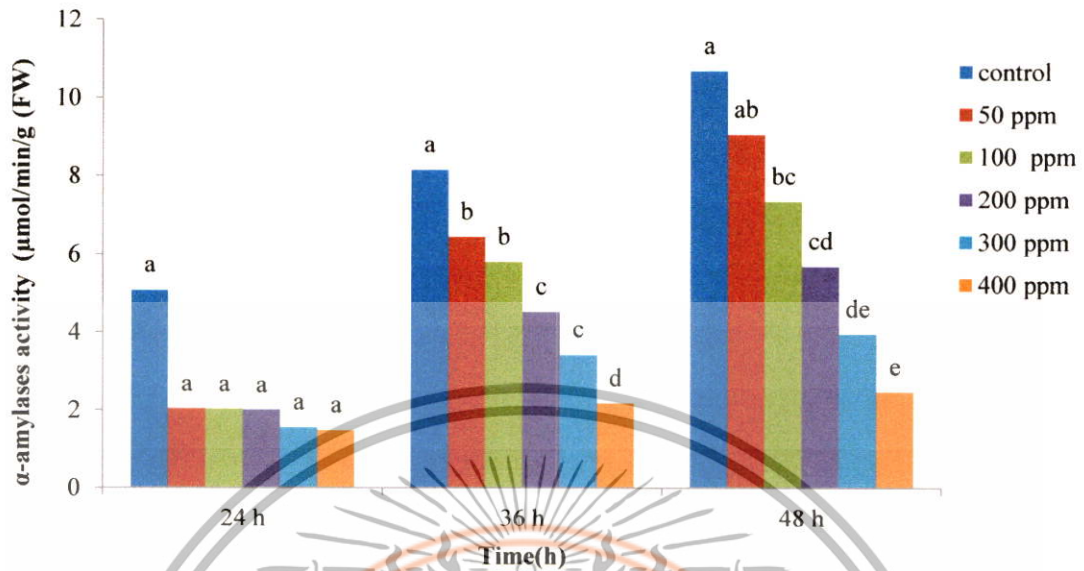 α-amylases activity (µmol/min/g (FW)
12
10
8
6
4
2
0
a
a
a
a
a
a
a
b
b
c
c
d
a
ab
bc
cd
de
e
24 h
36 h
48 h
Time(h)
control
50 ppm
100 ppm
200 ppm
300 ppm
400 ppm